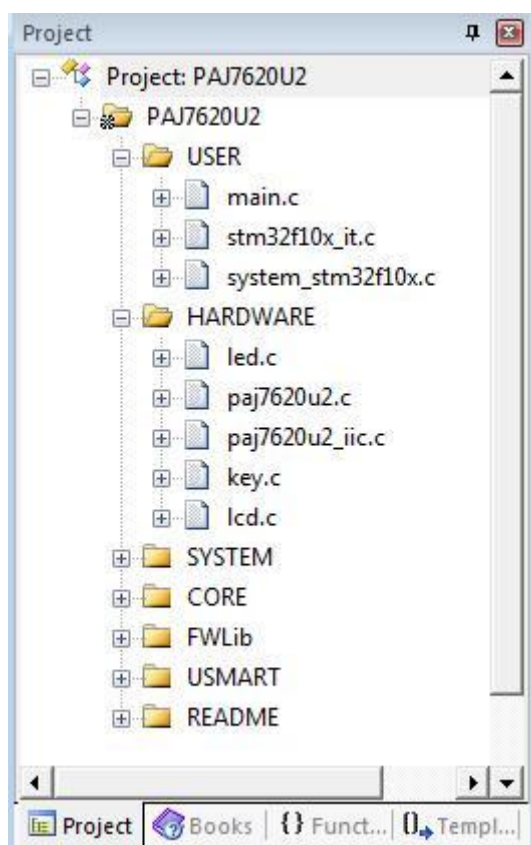 Project
Project: PAJ7620U2
PAJ7620U2
USER
main.c
stm32f10x_it.c
system_stm32f10x.c
HARDWARE
led.c
paj7620u2.c
paj7620u2_iic.c
key.c
lcd.c
SYSTEM
CORE
FWLib
USMART
README
Project Books {} Funct... 0 Templ...